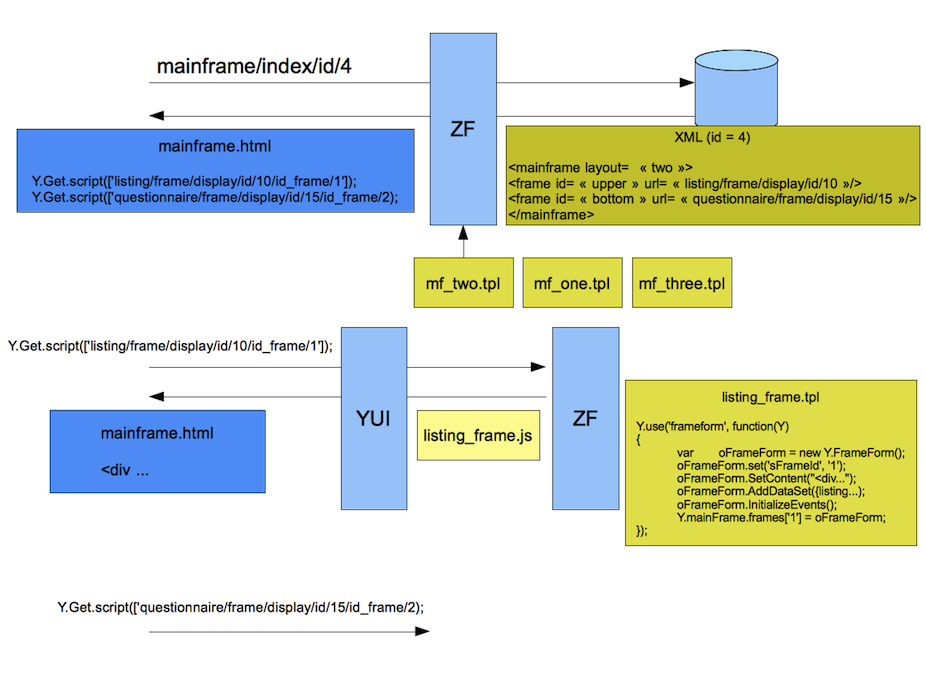 mainframe/index/id/4
ZF
mainframe.html
Y.Get.script(['listing/frame/display/id/10/id_frame/1']);
Y.Get.script(['questionnaire/frame/display/id/15/id_frame/2);
XML (id = 4)
<mainframe layout=  « two »>
<frame id= « upper » url= « listing/frame/display/id/10 »/>
<frame id= « bottom » url= « questionnaire/frame/display/id/15 »/>
</mainframe>
mf_two.tpl
mf_one.tpl
mf_three.tpl
Y.Get.script(['listing/frame/display/id/10/id_frame/1']);
YUI
ZF
mainframe.html
<div ...
listing_frame.js
listing_frame.tpl
Y.use('frameform', function(Y)
{
var oFrameForm = new Y.FrameForm();
oFrameForm.set('sFrameId', '1');
oFrameForm.SetContent("<div...");
oFrameForm.AddDataSet({listing...);
oFrameForm.InitializeEvents();
Y.mainFrame.frames['1'] = oFrameForm;
});
Y.Get.script(['questionnaire/frame/display/id/15/id_frame/2);